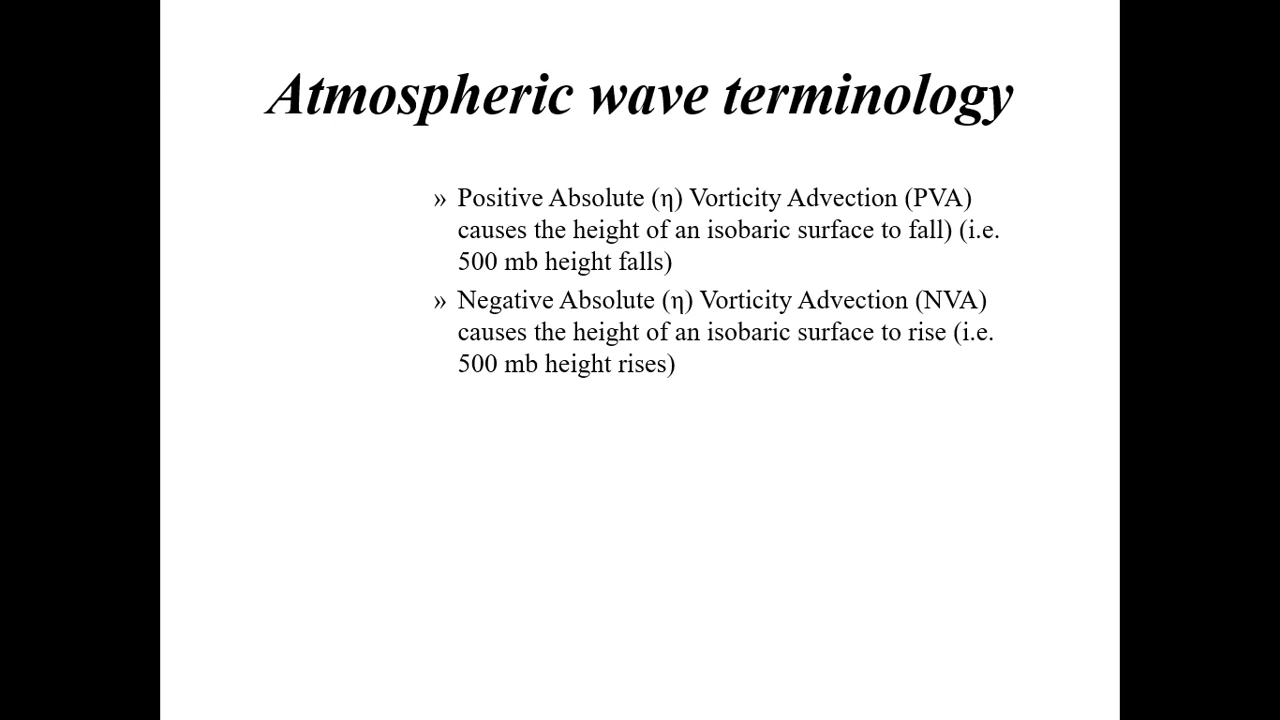 Atmospheric wave terminology
» Positive Absolute (η) Vorticity Advection (PVA)
causes the height of an isobaric surface to fall) (i.e.
500 mb height falls)
» Negative Absolute (η) Vorticity Advection (NVA)
causes the height of an isobaric surface to rise (i.e.
500 mb height rises)